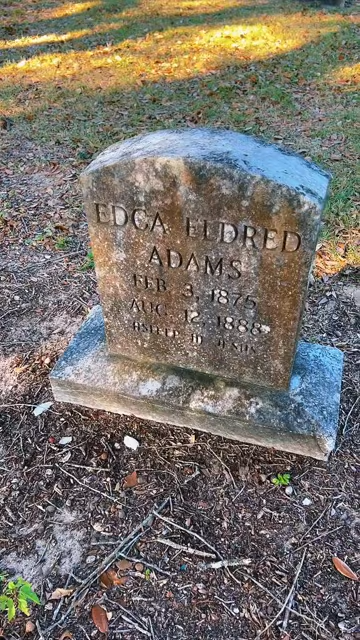 EDGA ELDRED
ADAMS
FEB. 3, 1875
AUG. 12, 1888
ASLEEP IN JESUS